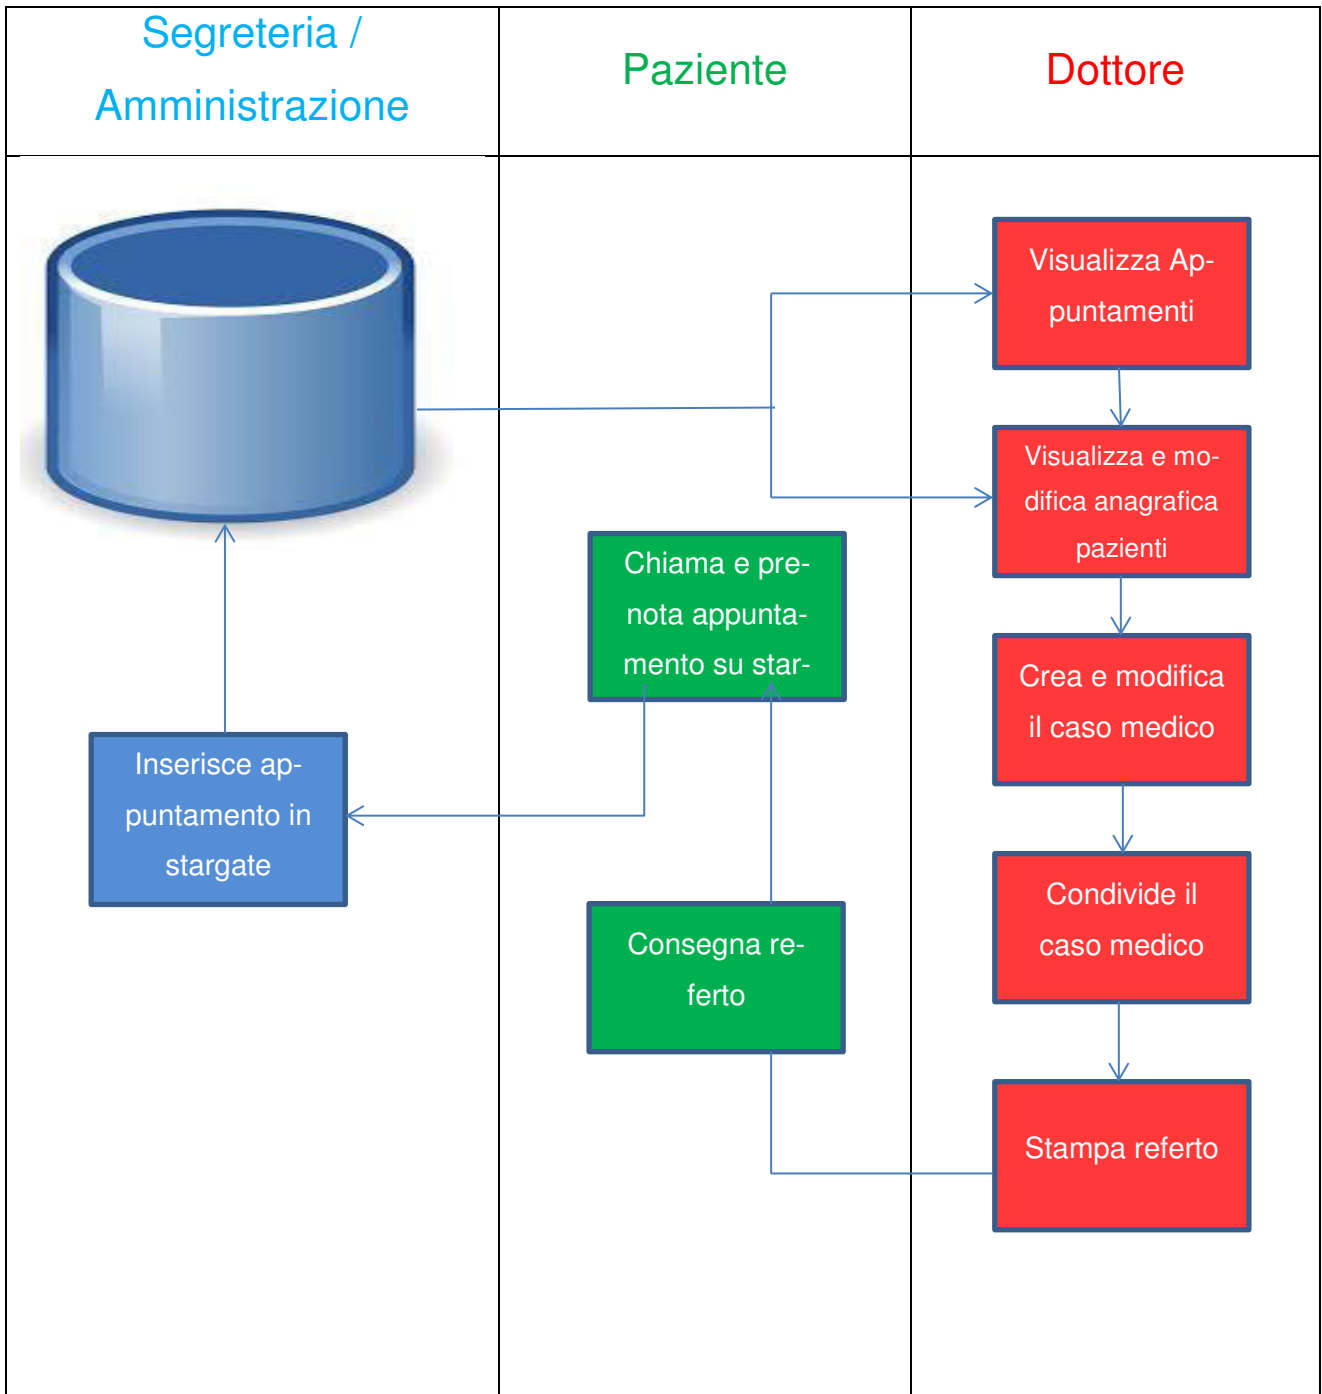 Segreteria /
Amministrazione
Paziente
Dottore
Visualizza Ap-
puntamenti
Visualizza e mo-
difica anagrafica
pazienti
Chiama e pre-
nota appunta-
mento su star-
Crea e modifica
il caso medico
Inserisce ap-
puntamento in
stargate
Condivide il
caso medico
Consegna re-
ferto
Stampa referto